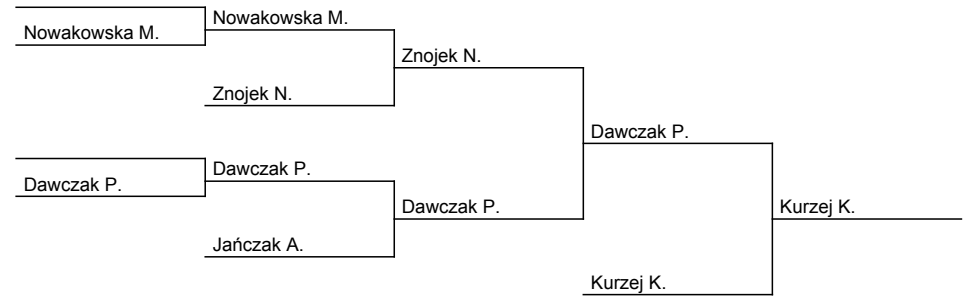 Nowakowska M.
Nowakowska M.
Znojek N.
Znojek N.
Dawczak P.
Dawczak P.
Dawczak P.
Jańczak A.
Dawczak P.
Kurzej K.
Kurzej K.